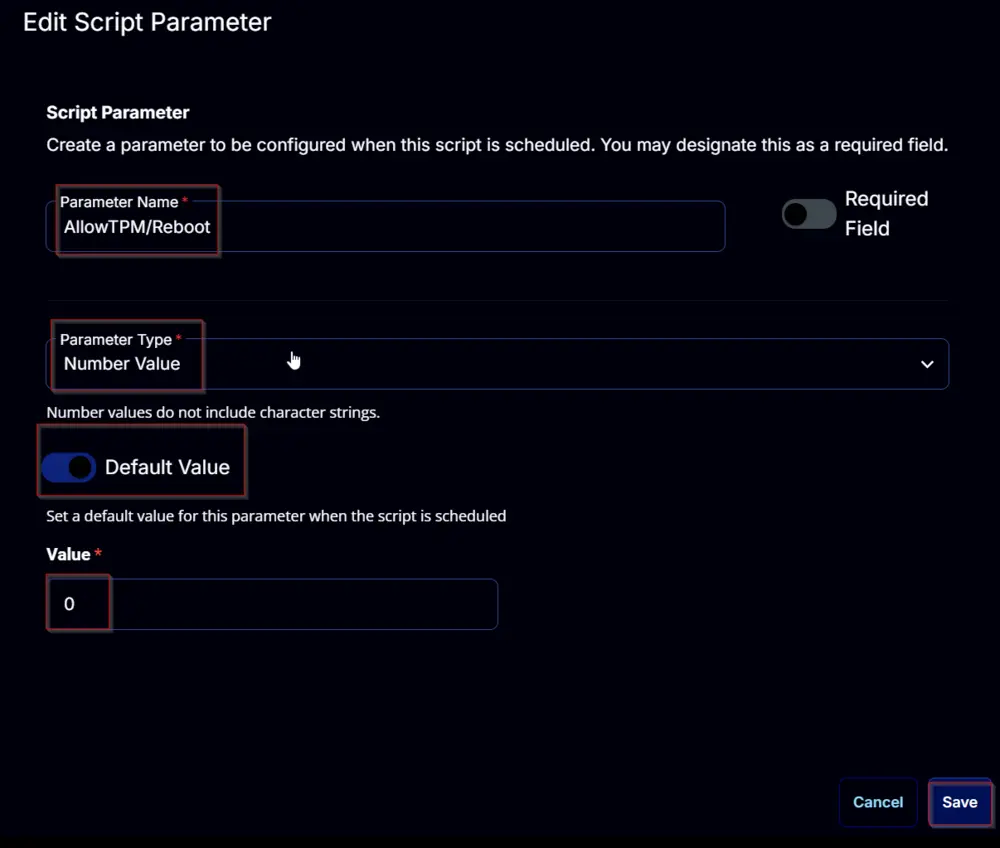 Edit Script Parameter
Script Parameter
Create a parameter to be configured when this script is scheduled. You may designate this as a required field.
Parameter Name *
AllowTPM/Reboot
Required
Field
Parameter Type *
Number Value
Number values do not include character strings.
Default Value
Set a default value for this parameter when the script is scheduled
Value *
0
Cancel
Save